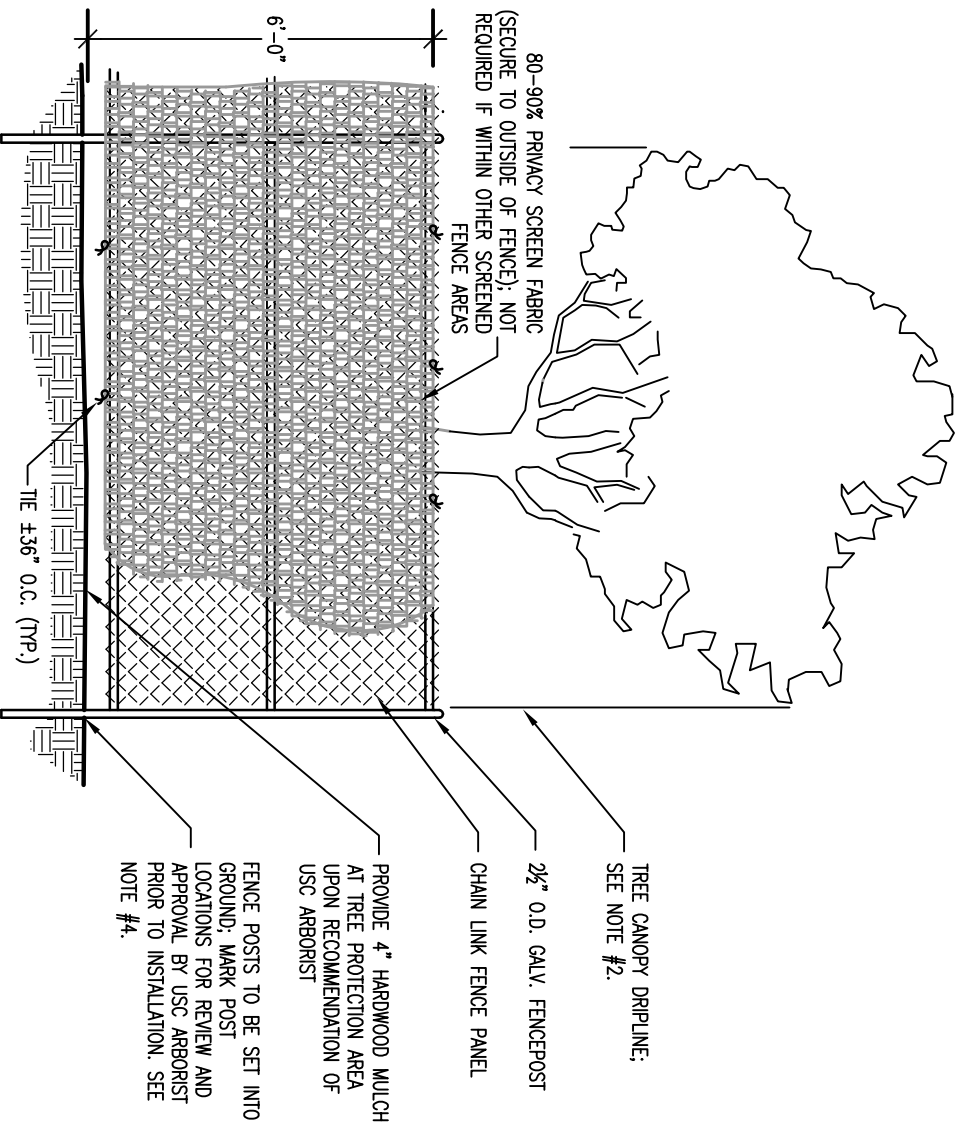 TREE CANOPY DRIPLINE;
SEE NOTE #2.
2½" O.D. GALV. FENCEPOST
CHAIN LINK FENCE PANEL
PROVIDE 4" HARDWOOD MULCH
AT TREE PROTECTION AREA
UPON RECOMMENDATION OF
USC ARBORIST
FENCE POSTS TO BE SET INTO
GROUND; MARK POST
LOCATIONS FOR REVIEW AND
APPROVAL BY USC ARBORIST
PRIOR TO INSTALLATION. SEE
NOTE #4.
80-90% PRIVACY SCREEN FABRIC
(SECURE TO OUTSIDE OF FENCE); NOT
REQUIRED IF WITHIN OTHER SCREENED
FENCE AREAS
6'-0"
TIE ±36" O.C. (TYP.)